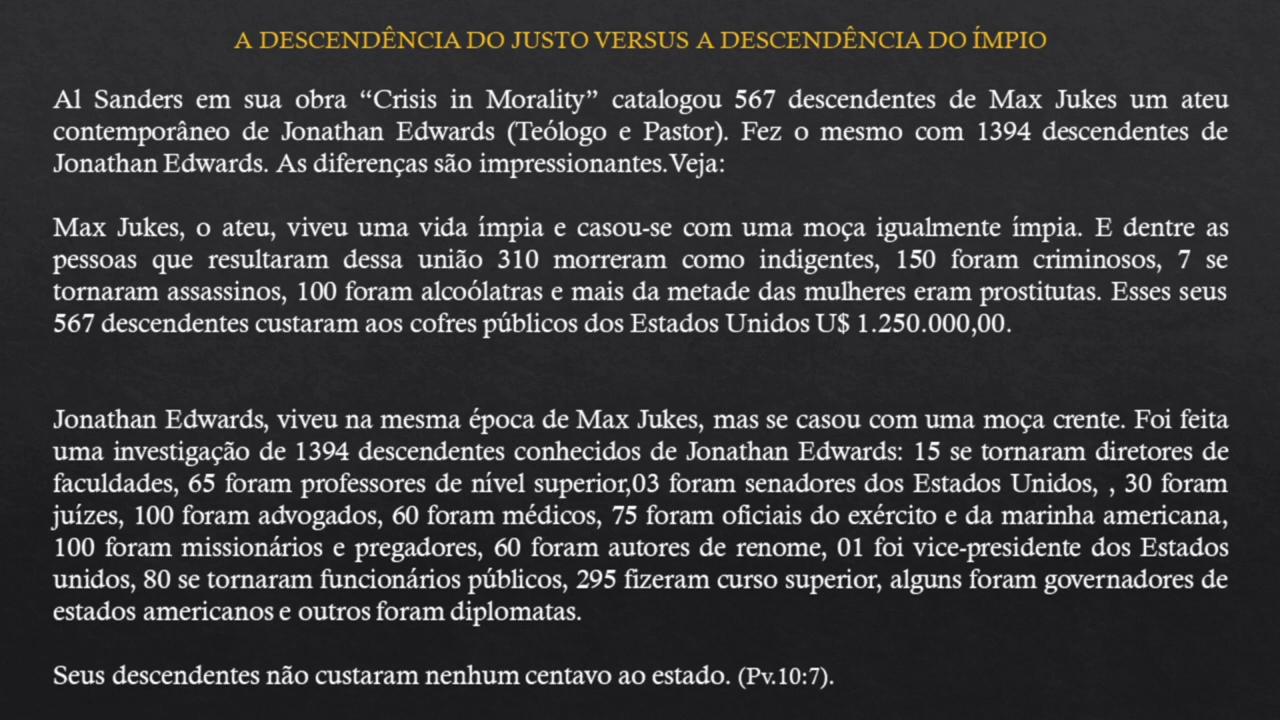 A DESCENDÊNCIA DO JUSTO VERSUS A DESCENDÊNCIA DO ÍMPIO
Al Sanders em sua obra “Crisis in Morality” catalogou 567 descendentes de Max Jukes um ateu
contemporâneo de Jonathan Edwards (Teólogo e Pastor). Fez o mesmo com 1394 descendentes de
Jonathan Edwards. As diferenças são impressionantes.Veja:
Max Jukes, o ateu, viveu uma vida ímpia e casou-se com uma moça igualmente ímpia. E dentre as
pessoas que resultaram dessa união 310 morreram como indigentes, 150 foram criminosos, 7 se
tornaram assassinos, 100 foram alcoólatras e mais da metade das mulheres eram prostitutas. Esses seus
567 descendentes custaram aos cofres públicos dos Estados Unidos U$ 1.250.000,00.
Jonathan Edwards, viveu na mesma época de Max Jukes, mas se casou com uma moça crente. Foi feita
uma investigação de 1394 descendentes conhecidos de Jonathan Edwards: 15 se tornaram diretores de
faculdades, 65 foram professores de nível superior,03 foram senadores dos Estados Unidos, , 30 foram
juízes, 100 foram advogados, 60 foram médicos, 75 foram oficiais do exército e da marinha americana,
100 foram missionários e pregadores, 60 foram autores de renome, 01 foi vice-presidente dos Estados
unidos, 80 se tornaram funcionários públicos, 295 fizeram curso superior, alguns foram governadores de
estados americanos e outros foram diplomatas.
Seus descendentes não custaram nenhum centavo ao estado. (Pv.10:7).